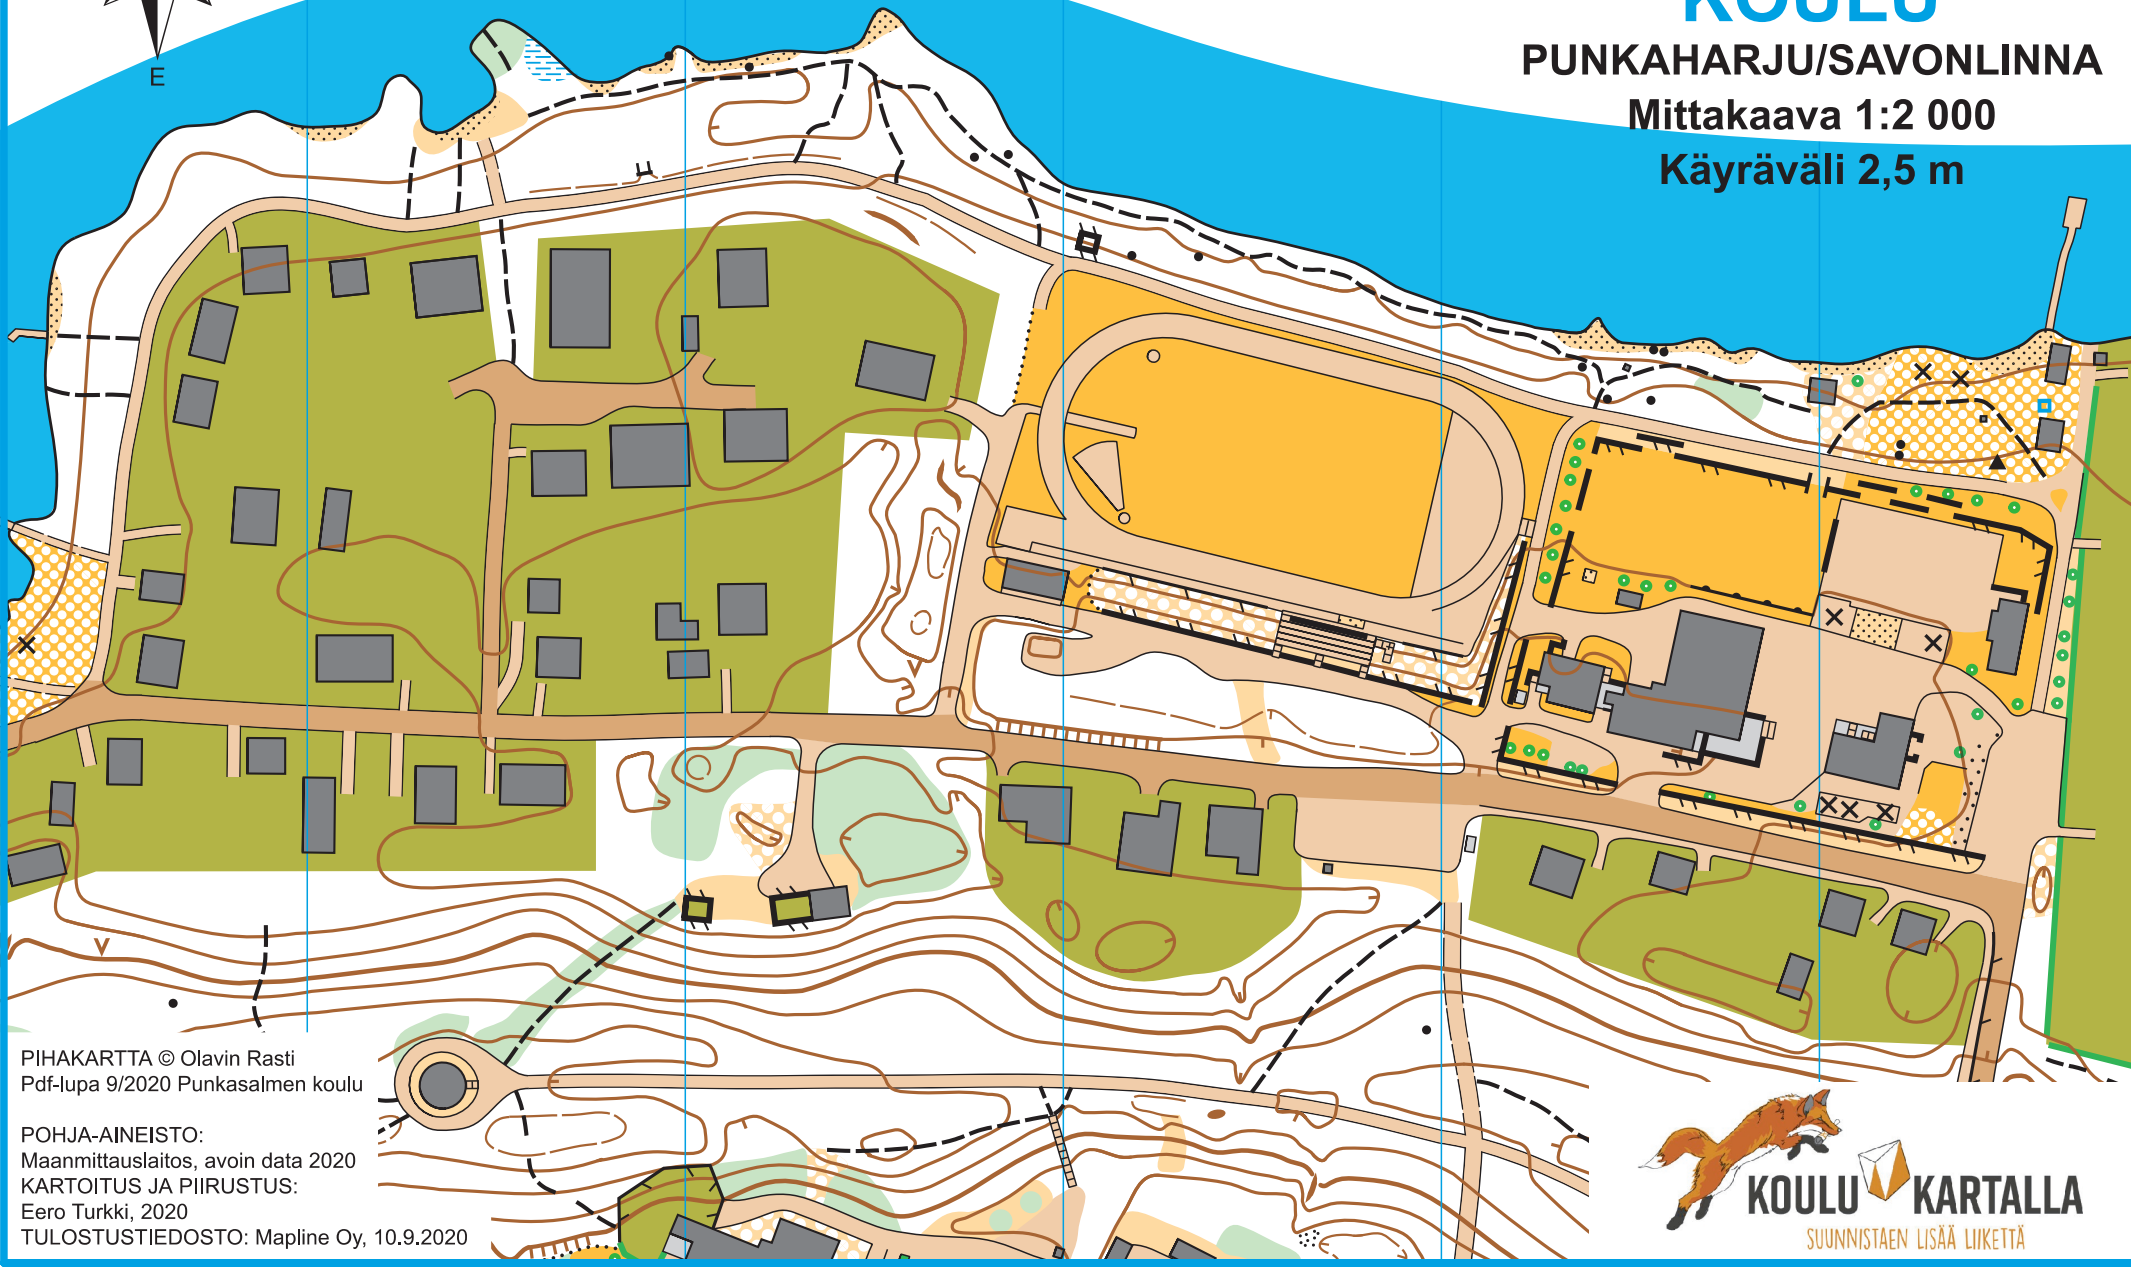 KOULU
PUNKAHARJU/SAVONLINNA
Mittakaava 1:2 000
Käyräväli 2,5 m
E
PIHAKARTTA © Olavin Rasti
Pdf-lupa 9/2020 Punkasalmen koulu
POHJA-AINEISTO:
Maanmittauslaitos, avoin data 2020
KARTOITUS JA PIIRUSTUS:
Eero Turkki, 2020
TULOSTUSTIEDOSTO: Mapline Oy, 10.9.2020
KOULU KARTALLA
SUUNNISTAEN LISÄÄ LIIKETTÄ